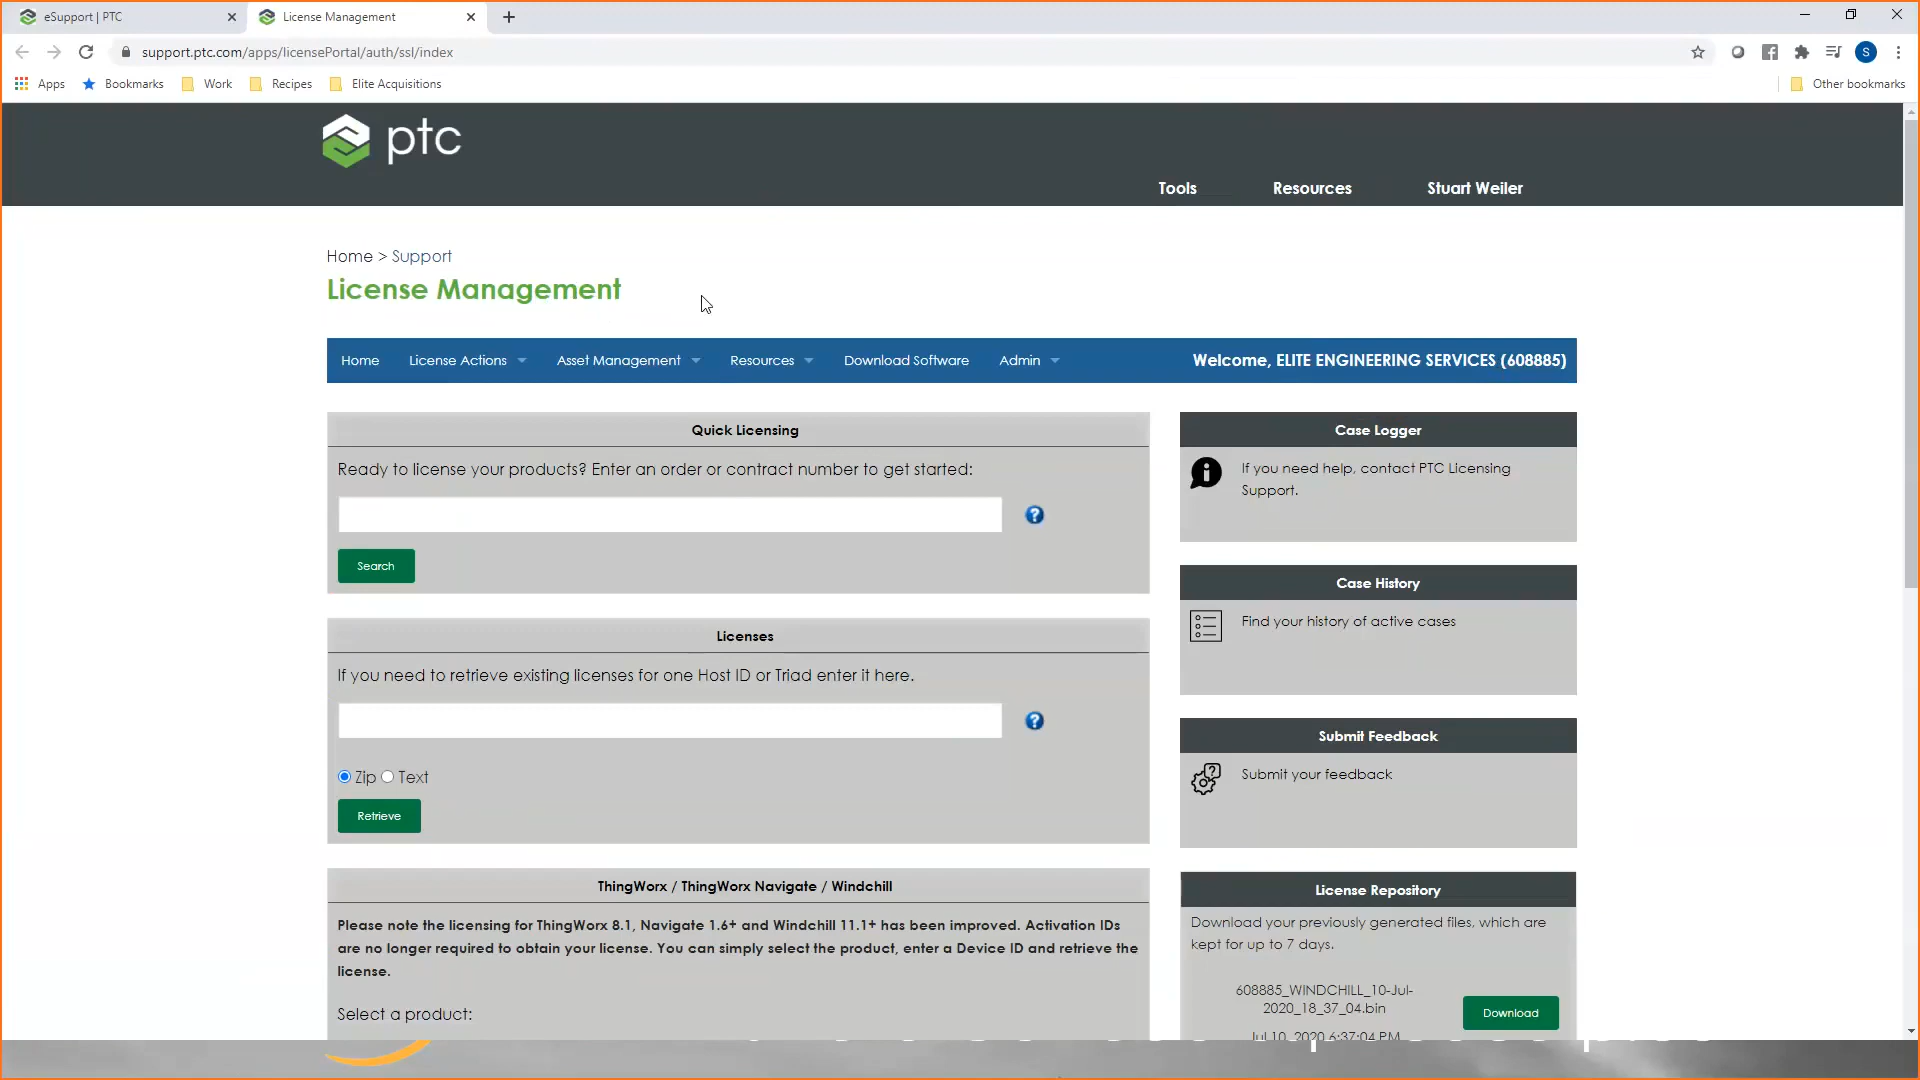 eSupport | PTC
License Management
support.ptc.com/apps/licensePortal/auth/ssl/index
S
Apps
Bookmarks
Work
Recipes
Elite Acquisitions
Other bookmarks
ptc
Tools
Resources
Stuart Weiler
Home > Support
License Management
Home
License Actions
Asset Management
Resources
Download Software
Admin
Welcome, ELITE ENGINEERING SERVICES (608885)
Quick Licensing
Ready to license your products? Enter an order or contract number to get started:
?
Search
Licenses
If you need to retrieve existing licenses for one Host ID or Triad enter it here.
?
Zip
Text
Retrieve
ThingWorx / ThingWorx Navigate / Windchill
Please note the licensing for ThingWorx 8.1, Navigate 1.6+ and Windchill 11.1+ has been improved. Activation IDs
are no longer required to obtain your license. You can simply select the product, enter a Device ID and retrieve the
license.
Select a product:
Case Logger
If you need help, contact PTC Licensing
Support.
Case History
Find your history of active cases
Submit Feedback
Submit your feedback
License Repository
Download your previously generated files, which are
kept for up to 7 days.
608885_WINDCHILL_10-Jul-
2020_18_37_04.bin
Download
Jul 10, 2020 6:37:04 PM